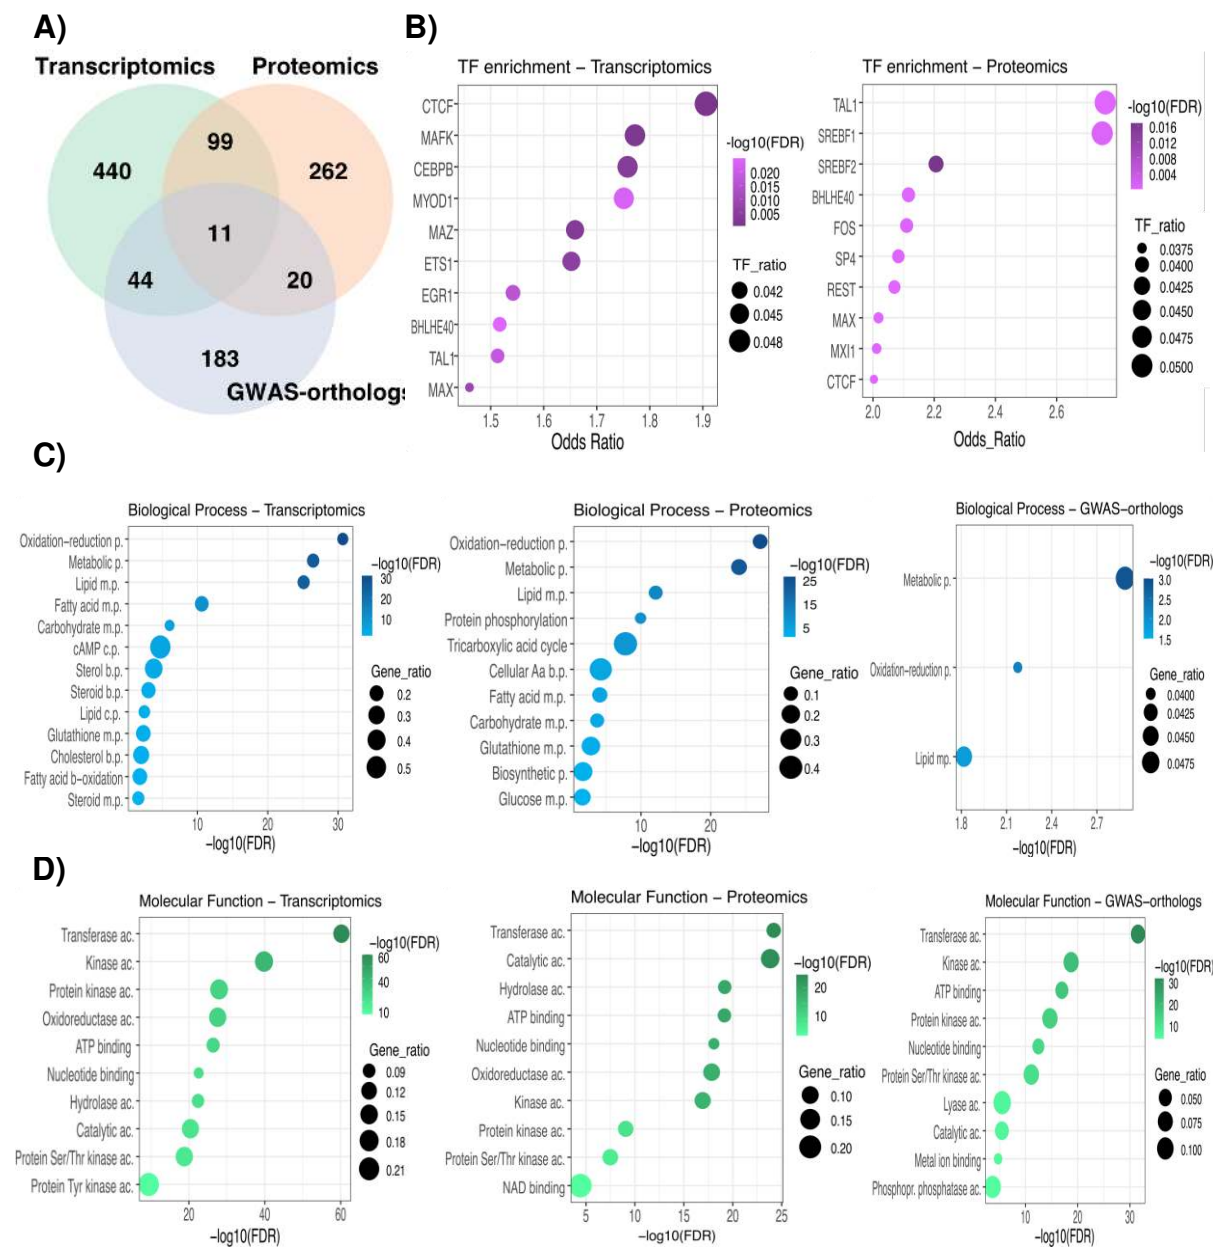 A)
B)
Transcriptomics
Proteomics
440
99
262
11
44
20
183
GWAS-orthologs
TF enrichment – Transcriptomics
CTCF
MAFK
CEBPB
MYOD1
MAZ
ETS1
EGR1
BHLHE40
TAL1
MAX
1.5 1.6 1.7 1.8 1.9
Odds Ratio
-log10(FDR)
0.020
0.015
0.010
0.005
TF_ratio
0.042
0.045
0.048
TF enrichment – Proteomics
TAL1
SREBF1
SREBF2
BHLHE40
FOS
SP4
REST
MAX
MXI1
CTCF
2.0 2.2 2.4 2.6
Odds_Ratio
-log10(FDR)
0.016
0.012
0.008
0.004
TF_ratio
0.0375
0.0400
0.0425
0.0450
0.0475
0.0500
C)
Biological Process – Transcriptomics
Oxidation–reduction p.
Metabolic p.
Lipid m.p.
Fatty acid m.p.
Carbohydrate m.p.
cAMP c.p.
Sterol b.p.
Steroid b.p.
Lipid c.p.
Glutathione m.p.
Cholesterol b.p.
Fatty acid b–oxidation
Steroid m.p.
10 20 30
−log10(FDR)
−log10(FDR)
30
20
10
Gene_ratio
0.2
0.3
0.4
0.5
Biological Process – Proteomics
Oxidation–reduction p.
Metabolic p.
Lipid m.p.
Protein phosphorylation
Tricarboxylic acid cycle
Cellular Aa b.p.
Fatty acid m.p.
Carbohydrate m.p.
Glutathione m.p.
Biosynthetic p.
Glucose m.p.
10 20
−log10(FDR)
−log10(FDR)
25
15
5
Gene_ratio
0.1
0.2
0.3
0.4
Biological Process – GWAS–orthologs
Metabolic p.
Oxidation–reduction p.
Lipid mp.
1.8 2.1 2.4 2.7
−log10(FDR)
−log10(FDR)
3.0
2.5
2.0
1.5
Gene_ratio
0.0400
0.0425
0.0450
0.0475
D)
Molecular Function – Transcriptomics
Transferase ac.
Kinase ac.
Protein kinase ac.
Oxidoreductase ac.
ATP binding
Nucleotide binding
Hydrolase ac.
Catalytic ac.
Protein Ser/Thr kinase ac.
Protein Tyr kinase ac.
20 40 60
−log10(FDR)
−log10(FDR)
60
40
10
Gene_ratio
0.09
0.12
0.15
0.18
0.21
Molecular Function – Proteomics
Transferase ac.
Catalytic ac.
Hydrolase ac.
ATP binding
Nucleotide binding
Oxidoreductase ac.
Kinase ac.
Protein kinase ac.
Protein Ser/Thr kinase ac.
NAD binding
5 10 15 20 25
−log10(FDR)
−log10(FDR)
20
10
Gene_ratio
0.10
0.15
0.20
Molecular Function – GWAS–orthologs
Transferase ac.
Kinase ac.
ATP binding
Protein kinase ac.
Nucleotide binding
Protein Ser/Thr kinase ac.
Lyase ac.
Catalytic ac.
Metal ion binding
Phosphopr. phosphatase ac.
10 20 30
−log10(FDR)
−log10(FDR)
30
20
10
Gene_ratio
0.050
0.075
0.100